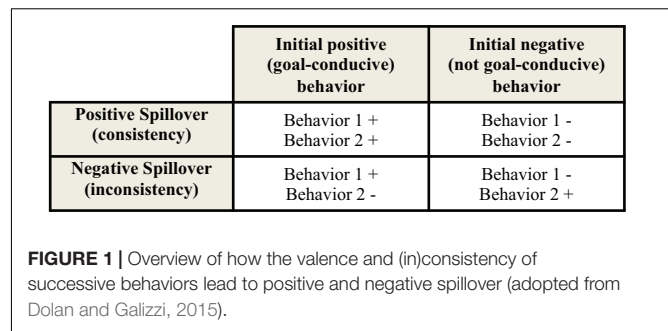 Initial positive
(goal-conducive)
behavior
Initial negative
(not goal-conducive)
behavior
Positive Spillover
(consistency)
Behavior 1 +
Behavior 2 +
Behavior 1 -
Behavior 2 -
Negative Spillover
(inconsistency)
Behavior 1 +
Behavior 2 -
Behavior 1 -
Behavior 2 +
FIGURE 1 | Overview of how the valence and (in)consistency of
successive behaviors lead to positive and negative spillover (adopted from
Dolan and Galizzi, 2015).